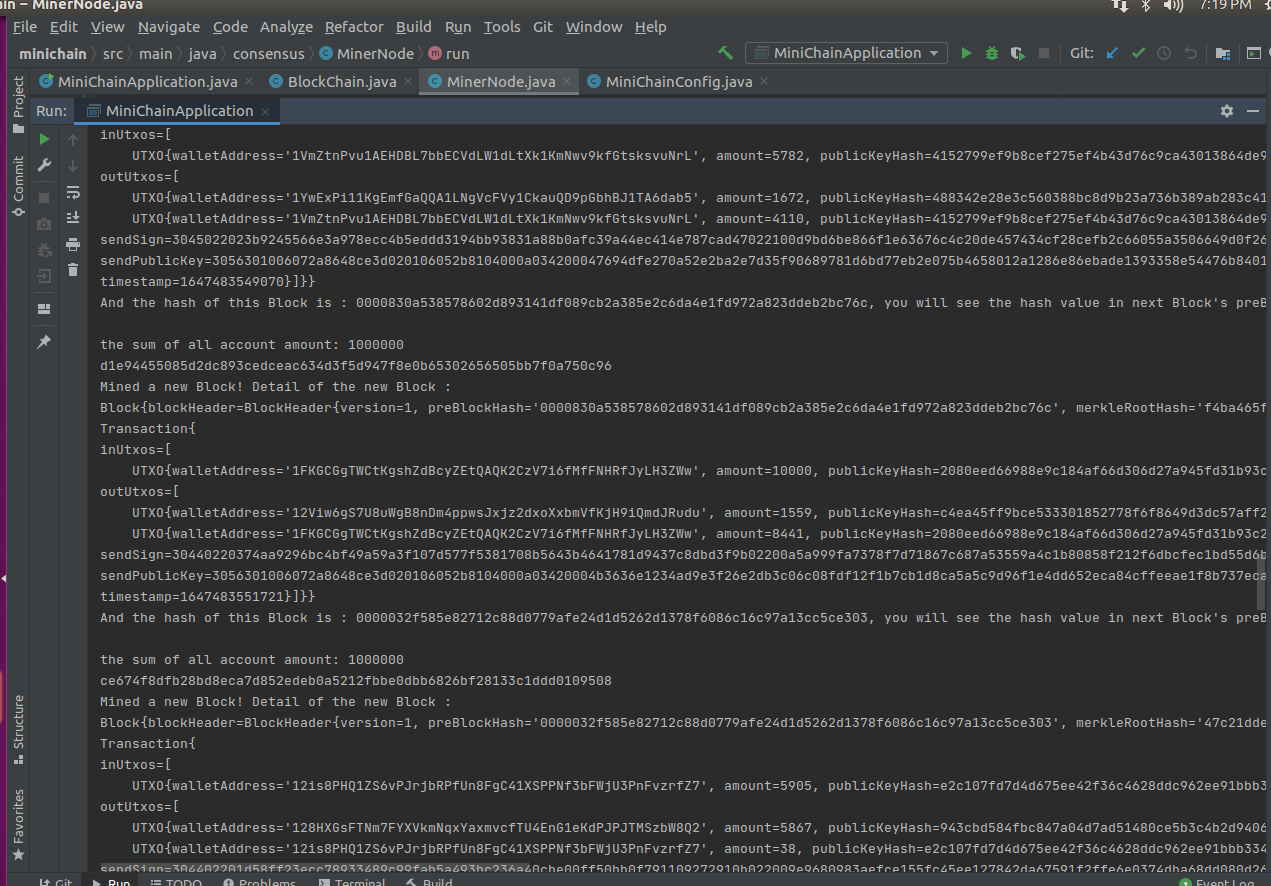 ain – MinerNode.java
7:19 PM
File Edit View Navigate Code Analyze Refactor Build Run Tools Git Window Help
minichain src main java consensus MinerNode run MiniChainApplication Git:
MiniChainApplication.java BlockChain.java MinerNode.java MiniChainConfig.java
Run: MiniChainApplication
Project
Commit
Structure
Favorites
inUtxos=[
UTXO{walletAddress='1VmZtnPvu1AEHDBL7bbECVdLW1dLtXk1KmNwv9kfGtsksvuNrL', amount=5782, publicKeyHash=4152799ef9b8cef275ef4b43d76c9ca43013864de9
outUtxos=[
UTXO{walletAddress='1YwExPi11KgEmfGaQQA1LNgVcFVy1CkauQD9pGbhBJ1TA6dab5', amount=1672, publicKeyHash=488342e28e3c560388bc8d9b23a736b389ab283c41
UTXO{walletAddress='1VmZtnPvu1AEHDBL7bbECVdLW1dLtXk1KmNwv9kfGtsksvuNrL', amount=4110, publicKeyHash=4152799ef9b8cef275ef4b43d76c9ca43013864de9
sendSign=3045022023b9245566e3a978ecc4b5eddd3194bb93331a88b0afc39a44ec414e787cad47022100d9bd6be866f1e63676c4c20de457434cf28cefb2c66055a3506649d0f26
sendPublicKey=3056301006072a8648ce3d020106052b8104000a034200047694dfe270a52e2ba2e7d35f90689781d6bd77eb2e075b4658012a1286e86ebade1393358e54476b8401
timestamp=1647483549070}]}}
And the hash of this Block is : 0000830a538578602d893141df089cb2a385e2c6da4e1fd972a823ddeb2bc76c, you will see the hash value in next Block's preB
the sum of all account amount: 1000000
d1e94455085d2dc893cedceac634d3f5d947f8e0b65302656505bb7f0a750c96
Mined a new Block! Detail of the new Block :
Block{blockHeader=BlockHeader{version=1, preBlockHash='0000830a538578602d893141df089cb2a385e2c6da4e1fd972a823ddeb2bc76c', merkleRootHash='f4ba465f
Transaction{
inUtxos=[
UTXO{walletAddress='1FKGCGgTWCtKgshZdBcyZEtQAQK2CzV7i6fMfFNHRfJyLH3ZWw', amount=10000, publicKeyHash=2080eed66988e9c184af66d306d27a945fd31b93c
outUtxos=[
UTXO{walletAddress='12Viw6gS7U8uWgB8nDm4ppwsJxjz2dxoXxbmVfKjH9iQmdJRudu', amount=1559, publicKeyHash=c4ea45ff9bce533301852778f6f8649d3dc57aff2
UTXO{walletAddress='1FKGCGgTWCtKgshZdBcyZEtQAQK2CzV7i6fMfFNHRfJyLH3ZWw', amount=8441, publicKeyHash=2080eed66988e9c184af66d306d27a945fd31b93c2
sendSign=30440220374aa9296bc4bf49a59a3f107d577f5381708b5643b4641781d9437c8dbd3f9b02200a5a999fa7378f7d71867c687a53559a4c1b80858f212f6dbcfec1bd55d6b
sendPublicKey=3056301006072a8648ce3d020106052b8104000a03420004b3636e1234ad9e3f26e2db3c06c08fdf12f1b7cb1d8ca5a5c9d96f1e4dd652eca84cffeeae1f8b737eca
timestamp=1647483551721}]}}
And the hash of this Block is : 0000032f585e82712c88d0779afe24d1d5262d1378f6086c16c97a13cc5ce303, you will see the hash value in next Block's preB
the sum of all account amount: 1000000
ce674f8dfb28bd8eca7d852edeb0a5212fbbe0dbb6826bf28133c1ddd0109508
Mined a new Block! Detail of the new Block :
Block{blockHeader=BlockHeader{version=1, preBlockHash='0000032f585e82712c88d0779afe24d1d5262d1378f6086c16c97a13cc5ce303', merkleRootHash='47c21dde
Transaction{
inUtxos=[
UTXO{walletAddress='12is8PHQ1ZS6vPJrjbRPfUn8FgC41XSPPNf3bFWjU3PnFvzrfZ7', amount=5905, publicKeyHash=e2c107fd7d4d675ee42f36c4628ddc962ee91bbb3
outUtxos=[
UTXO{walletAddress='128HXGsFTNm7FYXVkmNqxYaxmvcfTU4EnG1eKdPJPJTMSzbW8Q2', amount=5867, publicKeyHash=943cbd584fbc847a04d7ad51480ce5b3c4b2d9406
UTXO{walletAddress='12is8PHQ1ZS6vPJrjbRPfUn8FgC41XSPPNf3bFWjU3PnFvzrfZ7', amount=38, publicKeyHash=e2c107fd7d4d675ee42f36c4628ddc962ee91bbb334
Git Run TODO Problems Terminal Build Event Log